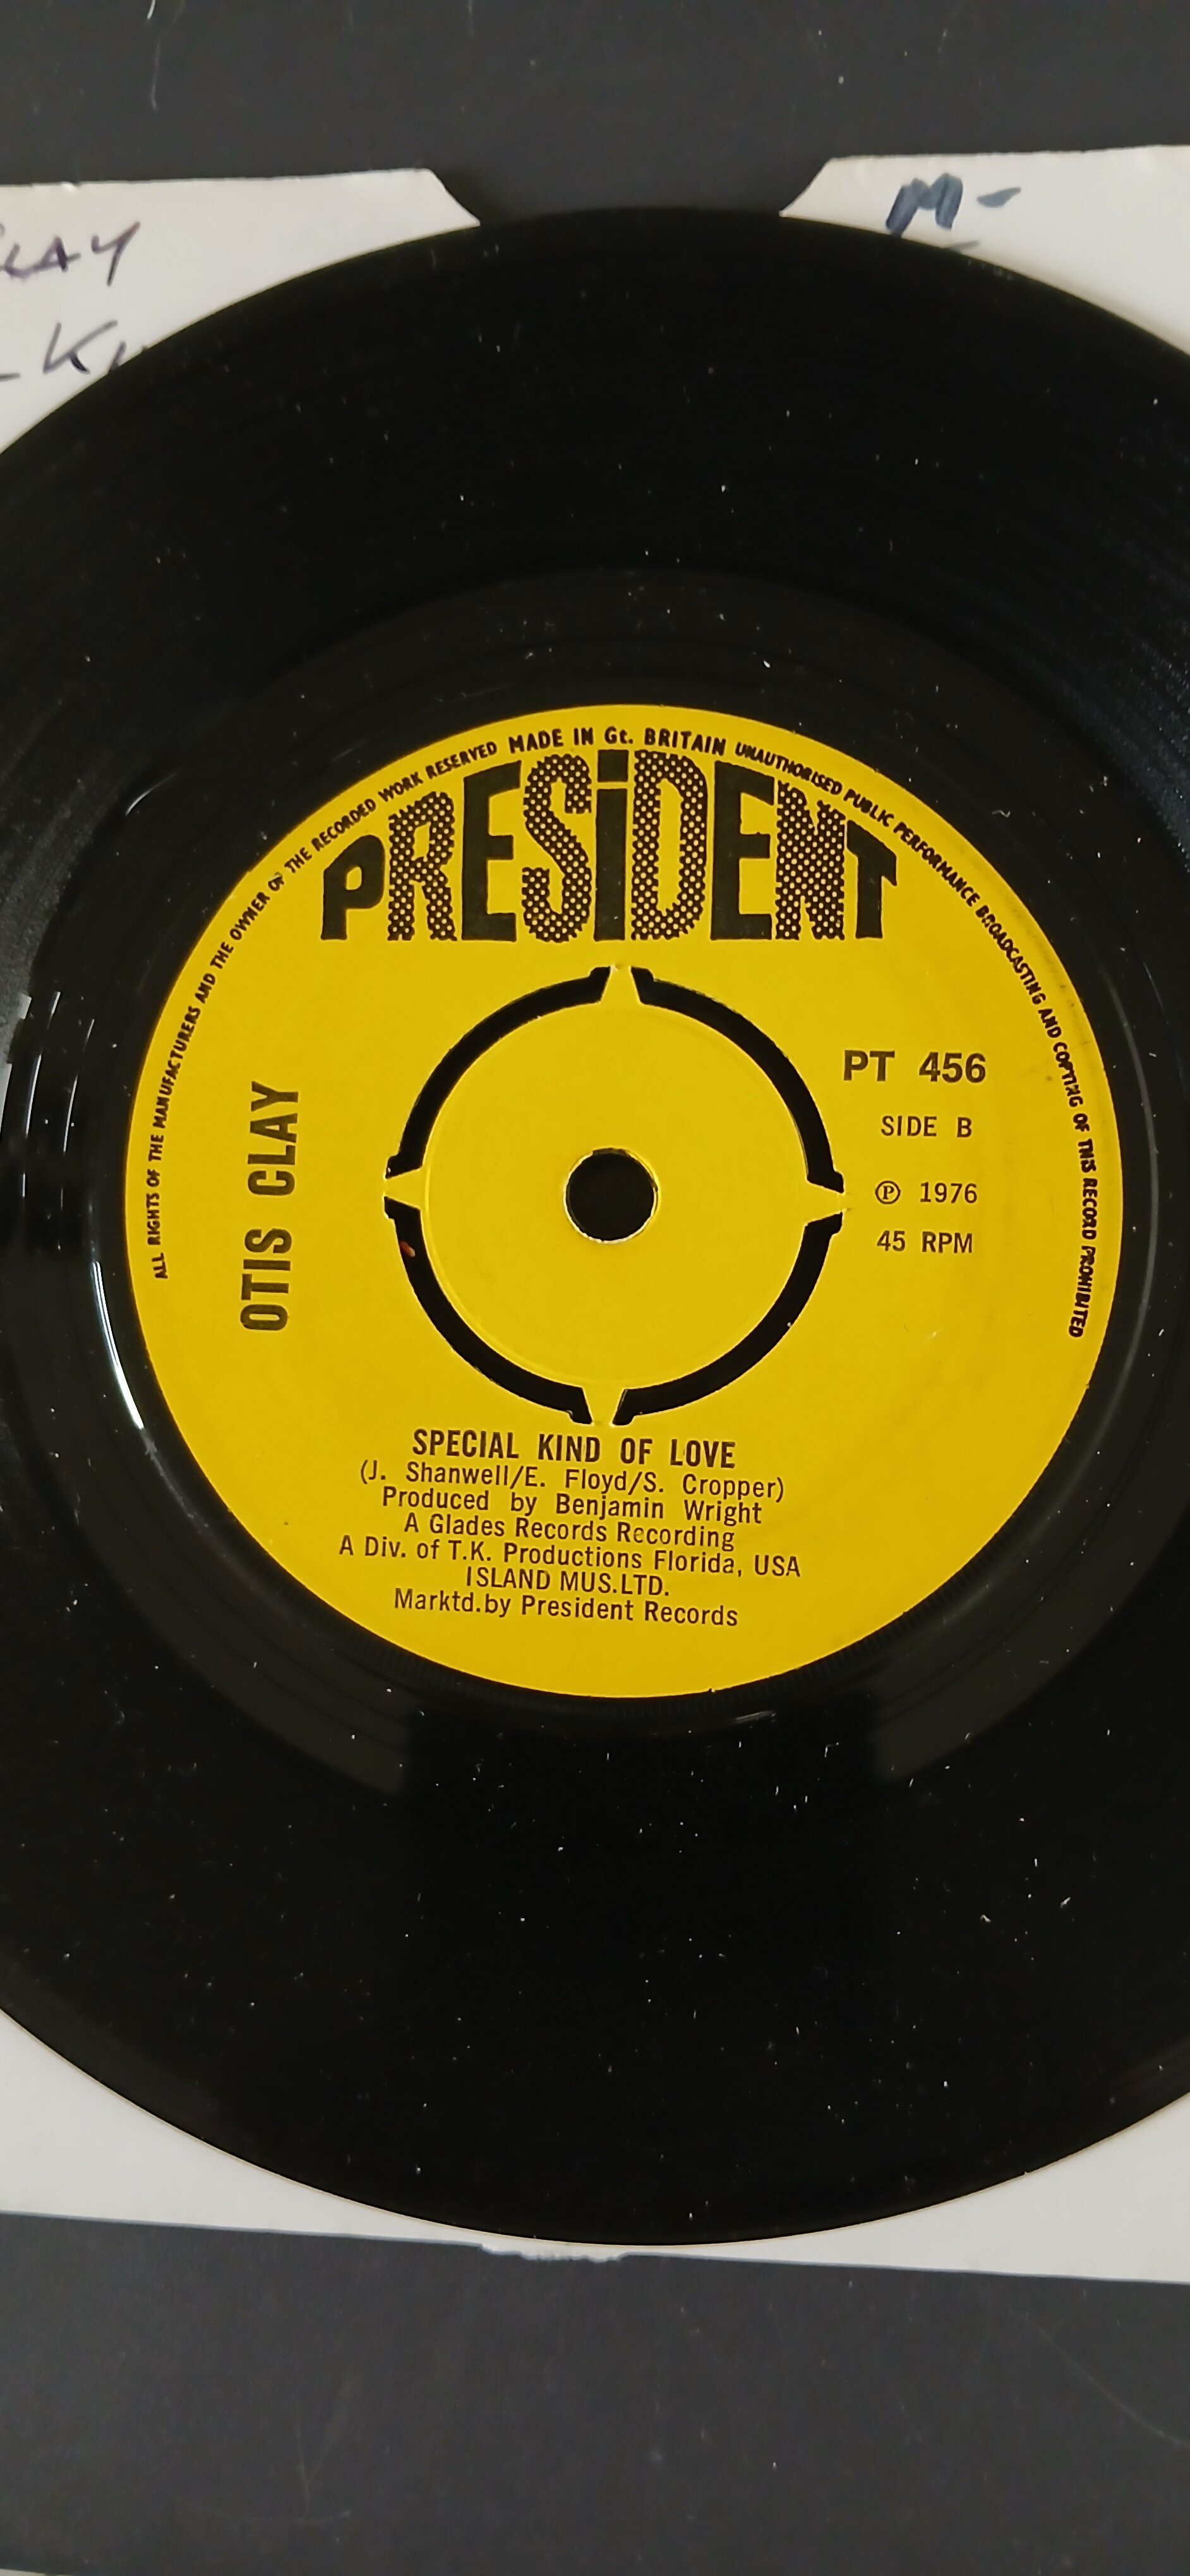 M-
CLAY
ALL RIGHTS OF THE MANUFACTURERS AND THE OWNER OF THE RECORDED WORK RESERVED MADE IN Gt. BRITAIN UNAUTHORISED PUBLIC PERFORMANCE BROADCASTING AND COPYING OF THIS RECORD PROHIBITED
PRESiDENT
OTIS CLAY
PT 456
SIDE B
℗ 1976
45 RPM
SPECIAL KIND OF LOVE
(J. Shanwell/E. Floyd/S. Cropper)
Produced by Benjamin Wright
A Glades Records Recording
A Div. of T.K. Productions Florida, USA
ISLAND MUS.LTD.
Marktd.by President Records